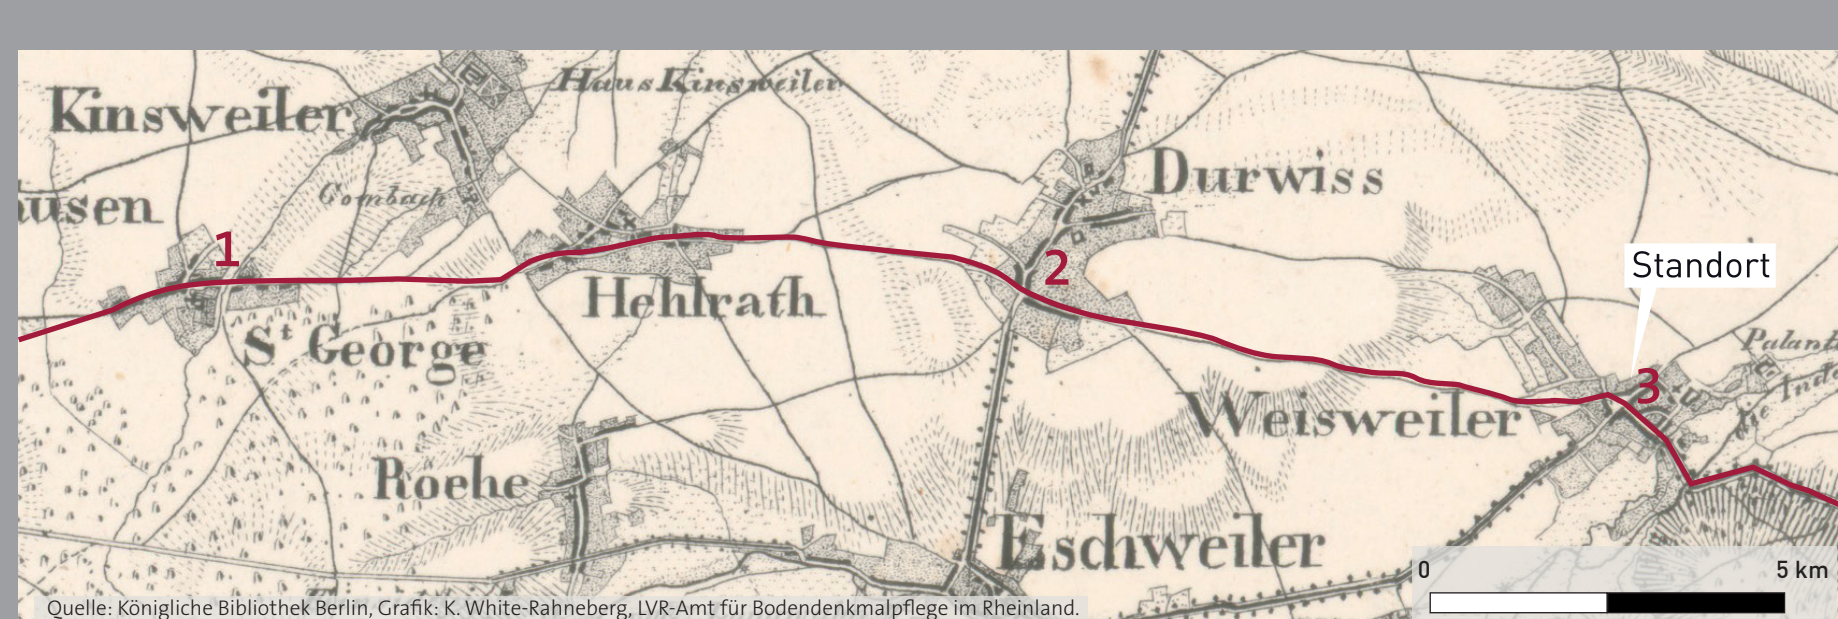 Kinsweiler
Haus Kinsweiler
Durwiss
Combach
ausen
1
2
Standort
Hehlrath
St George
Palant
3
Weisweiler
Roehe
Eschweiler
0 5 km
Quelle: Königliche Bibliothek Berlin, Grafik: K. White-Rahneberg, LVR-Amt für Bodendenkmalpflege im Rheinland.